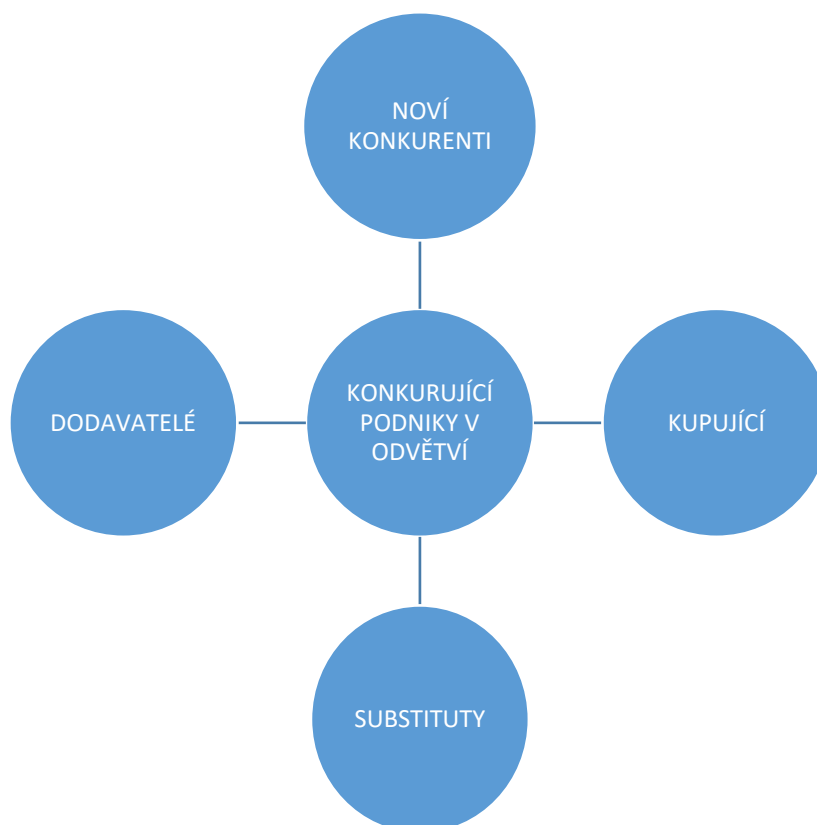 NOVÍ
KONKURENTI
DODAVATELÉ
KONKURUJÍCÍ
PODNIKY V
ODVĚTVÍ
KUPUJÍCÍ
SUBSTITUTY